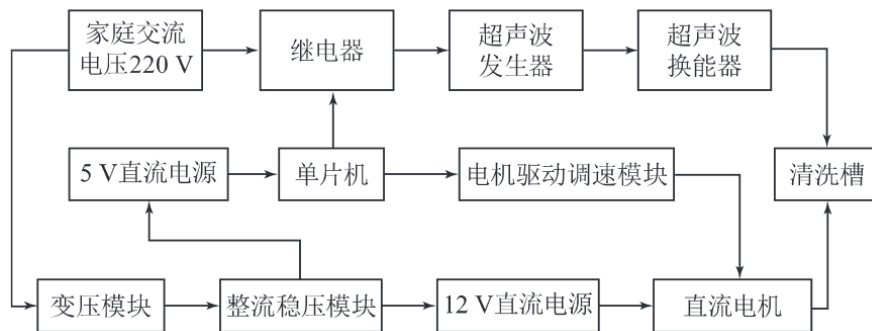 家庭交流
电压220 V
继电器
超声波
发生器
超声波
换能器
5 V直流电源
单片机
电机驱动调速模块
清洗槽
变压模块
整流稳压模块
12 V直流电源
直流电机